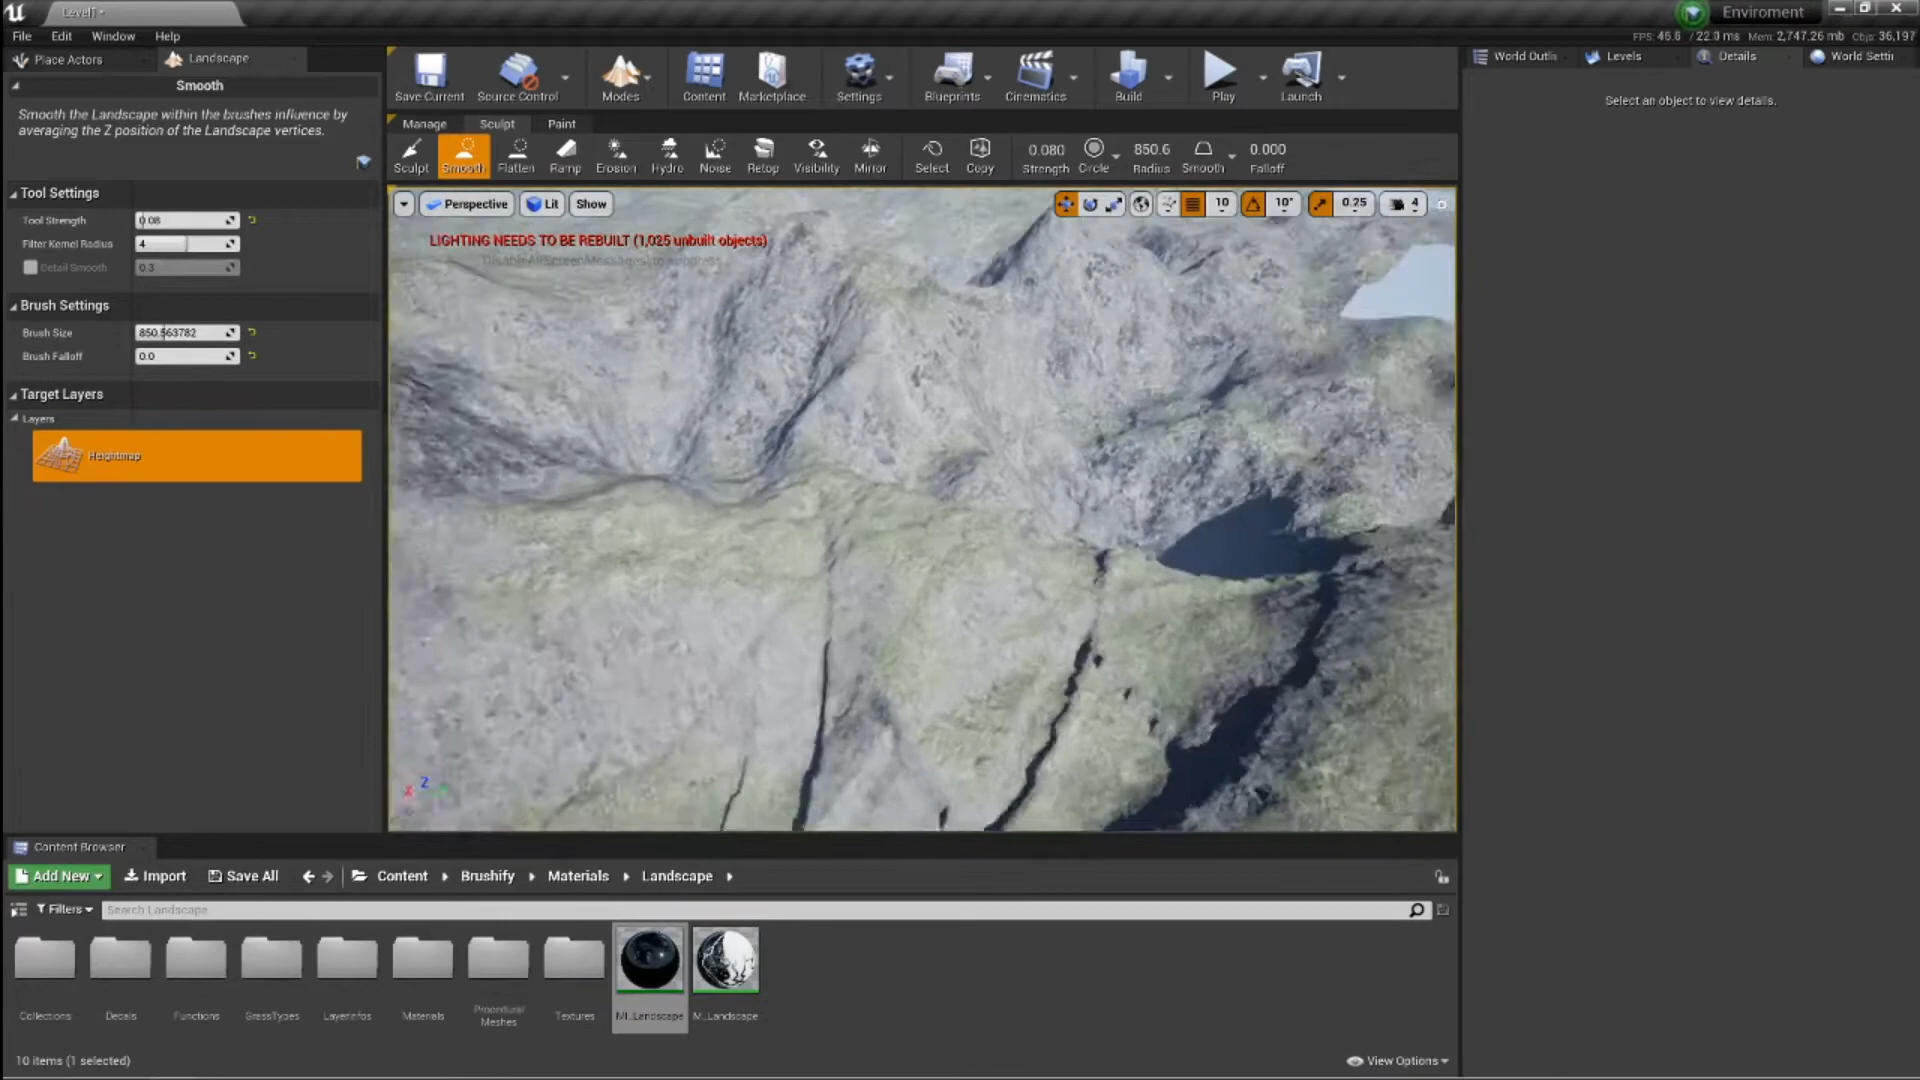 Level1
Enviroment
File Edit Window Help
FPS: 46.6 / 22.0 ms Mem: 2,747.26 mb Objs: 36,197
Place Actors
Landscape
Smooth
Smooth the Landscape within the brushes influence by
averaging the Z position of the Landscape vertices.
Tool Settings
Tool Strength 0.08
Filter Kernel Radius 4
Detail Smooth 0.3
Brush Settings
Brush Size 850.563782
Brush Falloff 0.0
Target Layers
Layers
Heightmap
Save Current Source Control Modes Content Marketplace Settings Blueprints Cinematics Build Play Launch
Manage Sculpt Paint
Sculpt Smooth Flatten Ramp Erosion Hydro Noise Retop Visibility Mirror Select Copy
0.080 850.6 0.000
Strength Circle Radius Smooth Falloff
Perspective Lit Show
10 10° 0.25 4
LIGHTING NEEDS TO BE REBUILT (1,025 unbuilt objects)
'DisableAllScreenMessages' to suppress
Z
X
World Outli Levels Details World Setti
Select an object to view details.
Content Browser
Add New Import Save All Content Brushify Materials Landscape
Filters Search Landscape
Collections Decals Functions GrassTypes LayerInfos Materials Procedural Meshes Textures MI_Landscape M_Landscape
10 items (1 selected)
View Options